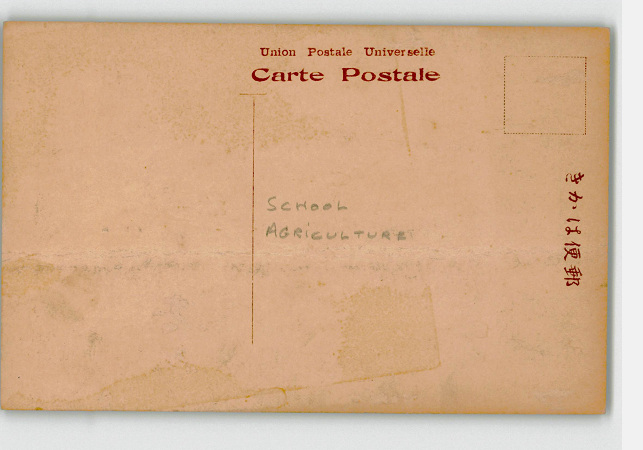 Union Postale Universelle
Carte Postale
SCHOOL
AGRICULTURE
きかは便郵